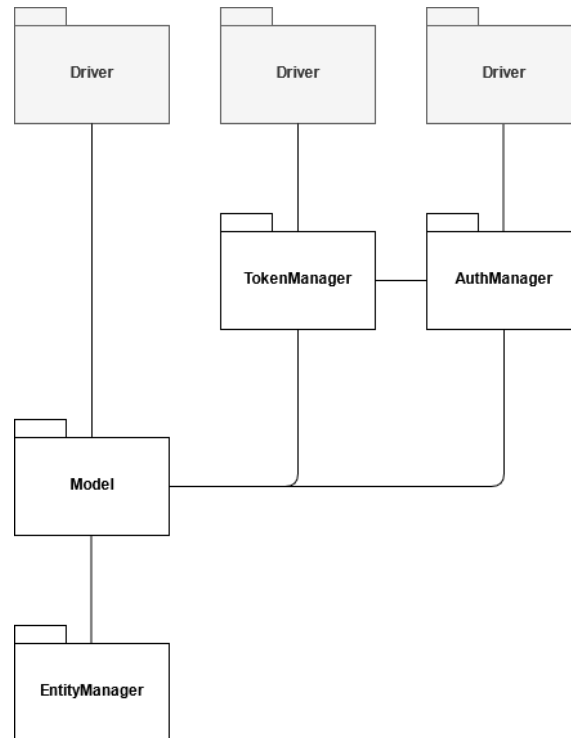 Driver
Driver
Driver
TokenManager
AuthManager
Model
EntityManager